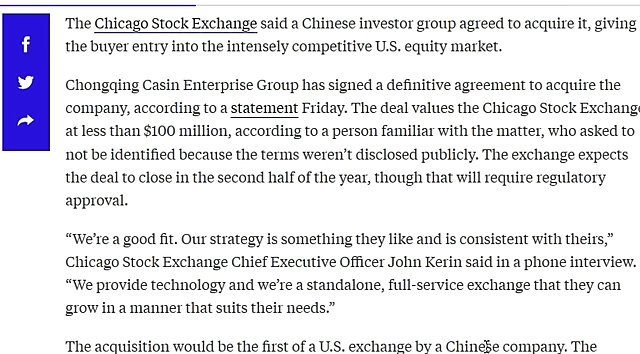 The Chicago Stock Exchange said a Chinese investor group agreed to acquire it, giving
the buyer entry into the intensely competitive U.S. equity market.
Chongqing Casin Enterprise Group has signed a definitive agreement to acquire the
company, according to a statement Friday. The deal values the Chicago Stock Exchange
at less than $100 million, according to a person familiar with the matter, who asked to
not be identified because the terms weren’t disclosed publicly. The exchange expects
the deal to close in the second half of the year, though that will require regulatory
approval.
“We’re a good fit. Our strategy is something they like and is consistent with theirs,”
Chicago Stock Exchange Chief Executive Officer John Kerin said in a phone interview.
“We provide technology and we’re a standalone, full-service exchange that they can
grow in a manner that suits their needs.”
The acquisition would be the first of a U.S. exchange by a Chinese company. The